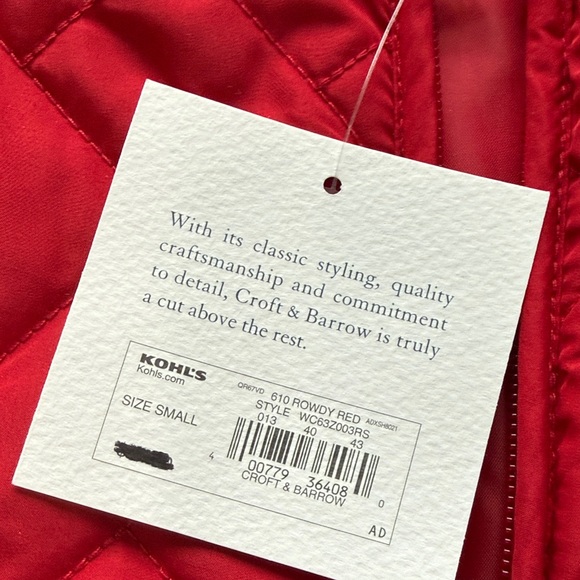 With its classic styling, quality
craftsmanship and commitment
to detail, Croft & Barrow is truly
a cut above the rest.
KOHL'S
Kohls.com
QR67VD 610 ROWDY RED ADXSH8021
STYLE WC63Z003RS
013 40 43
SIZE SMALL
4 00779 36408 0
CROFT & BARROW
AD